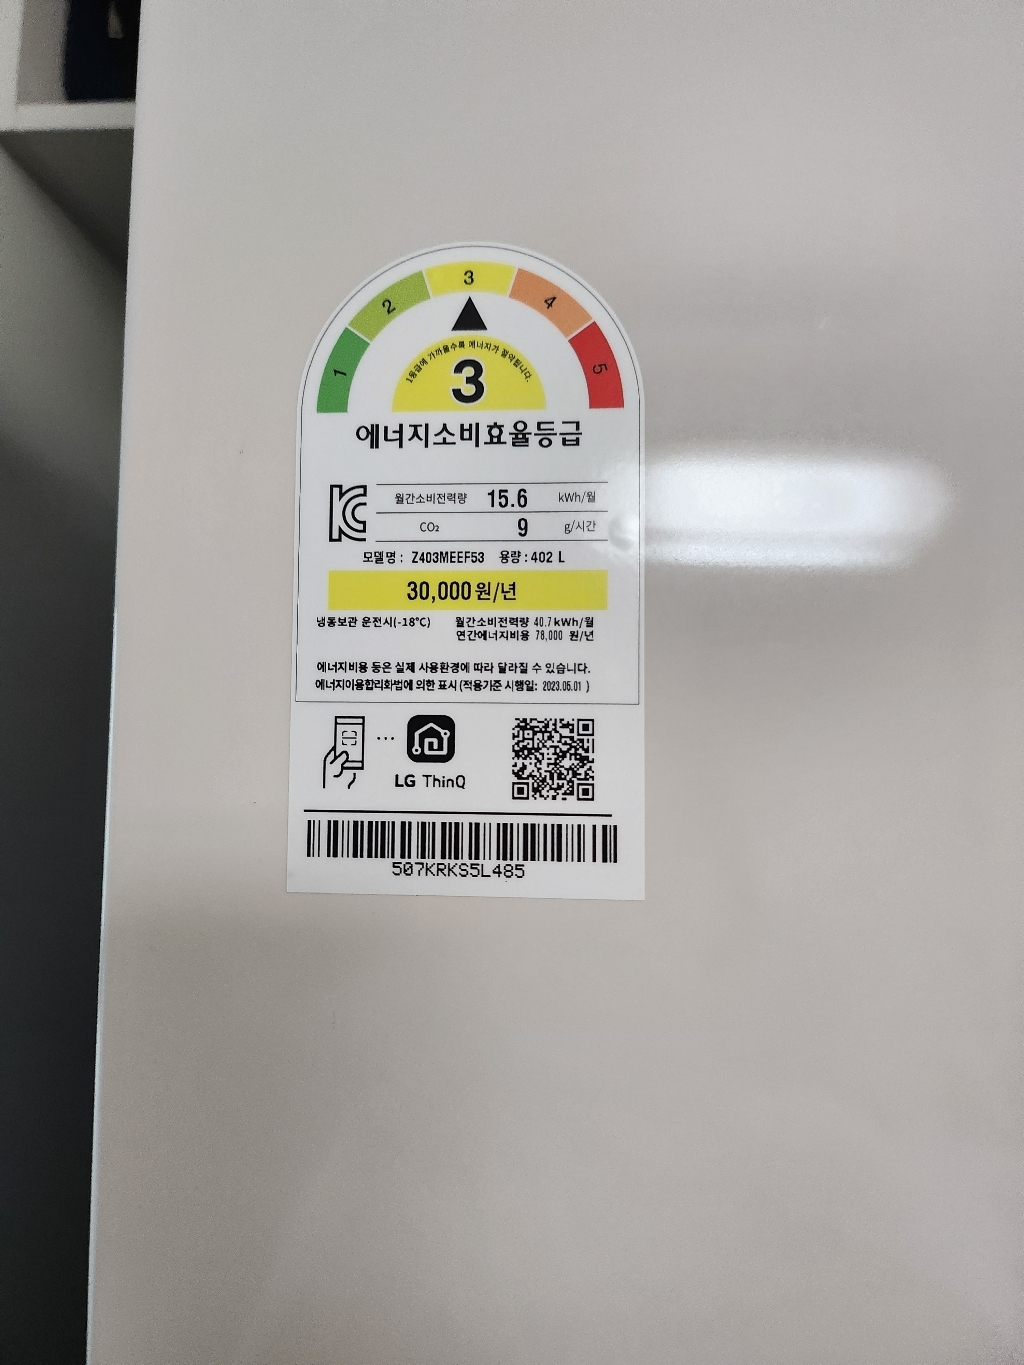 1 2 3 4 5
1등급에 가까울수록 에너지가 절약됩니다.
3
에너지소비효율등급
월간소비전력량 15.6 kWh/월
CO₂ 9 g/시간
모델명 : Z403MEEF53 용량 : 402 L
30,000 원/년
냉동보관 운전시(-18℃) 월간소비전력량 40.7 kWh/월
연간에너지비용 78,000 원/년
에너지비용 등은 실제 사용환경에 따라 달라질 수 있습니다.
에너지이용합리화법에 의한 표시 (적용기준 시행일: 2023.05.01 )
LG ThinQ
507KRKS5L485